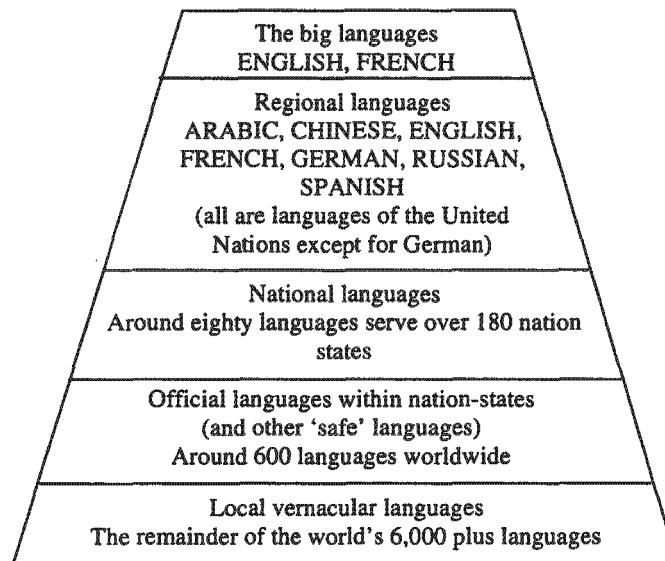 The big languages
ENGLISH, FRENCH
Regional languages
ARABIC, CHINESE, ENGLISH,
FRENCH, GERMAN, RUSSIAN,
SPANISH
(all are languages of the United
Nations except for German)
National languages
Around eighty languages serve over 180 nation
states
Official languages within nation-states
(and other ‘safe’ languages)
Around 600 languages worldwide
Local vernacular languages
The remainder of the world’s 6,000 plus languages